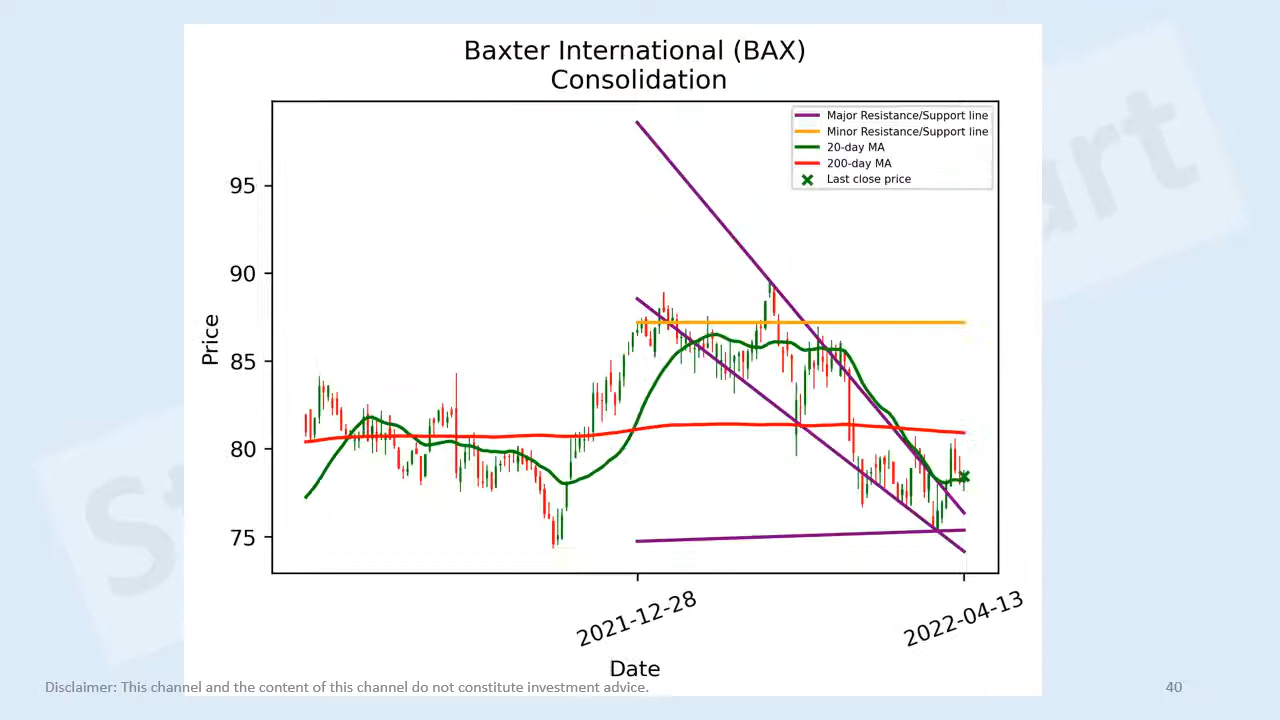 Baxter International (BAX)
Consolidation
Major Resistance/Support line
Minor Resistance/Support line
20-day MA
200-day MA
Last close price
95
90
85
80
75
Price
2021-12-28
2022-04-13
Date
Disclaimer: This channel and the content of this channel do not constitute investment advice.
40